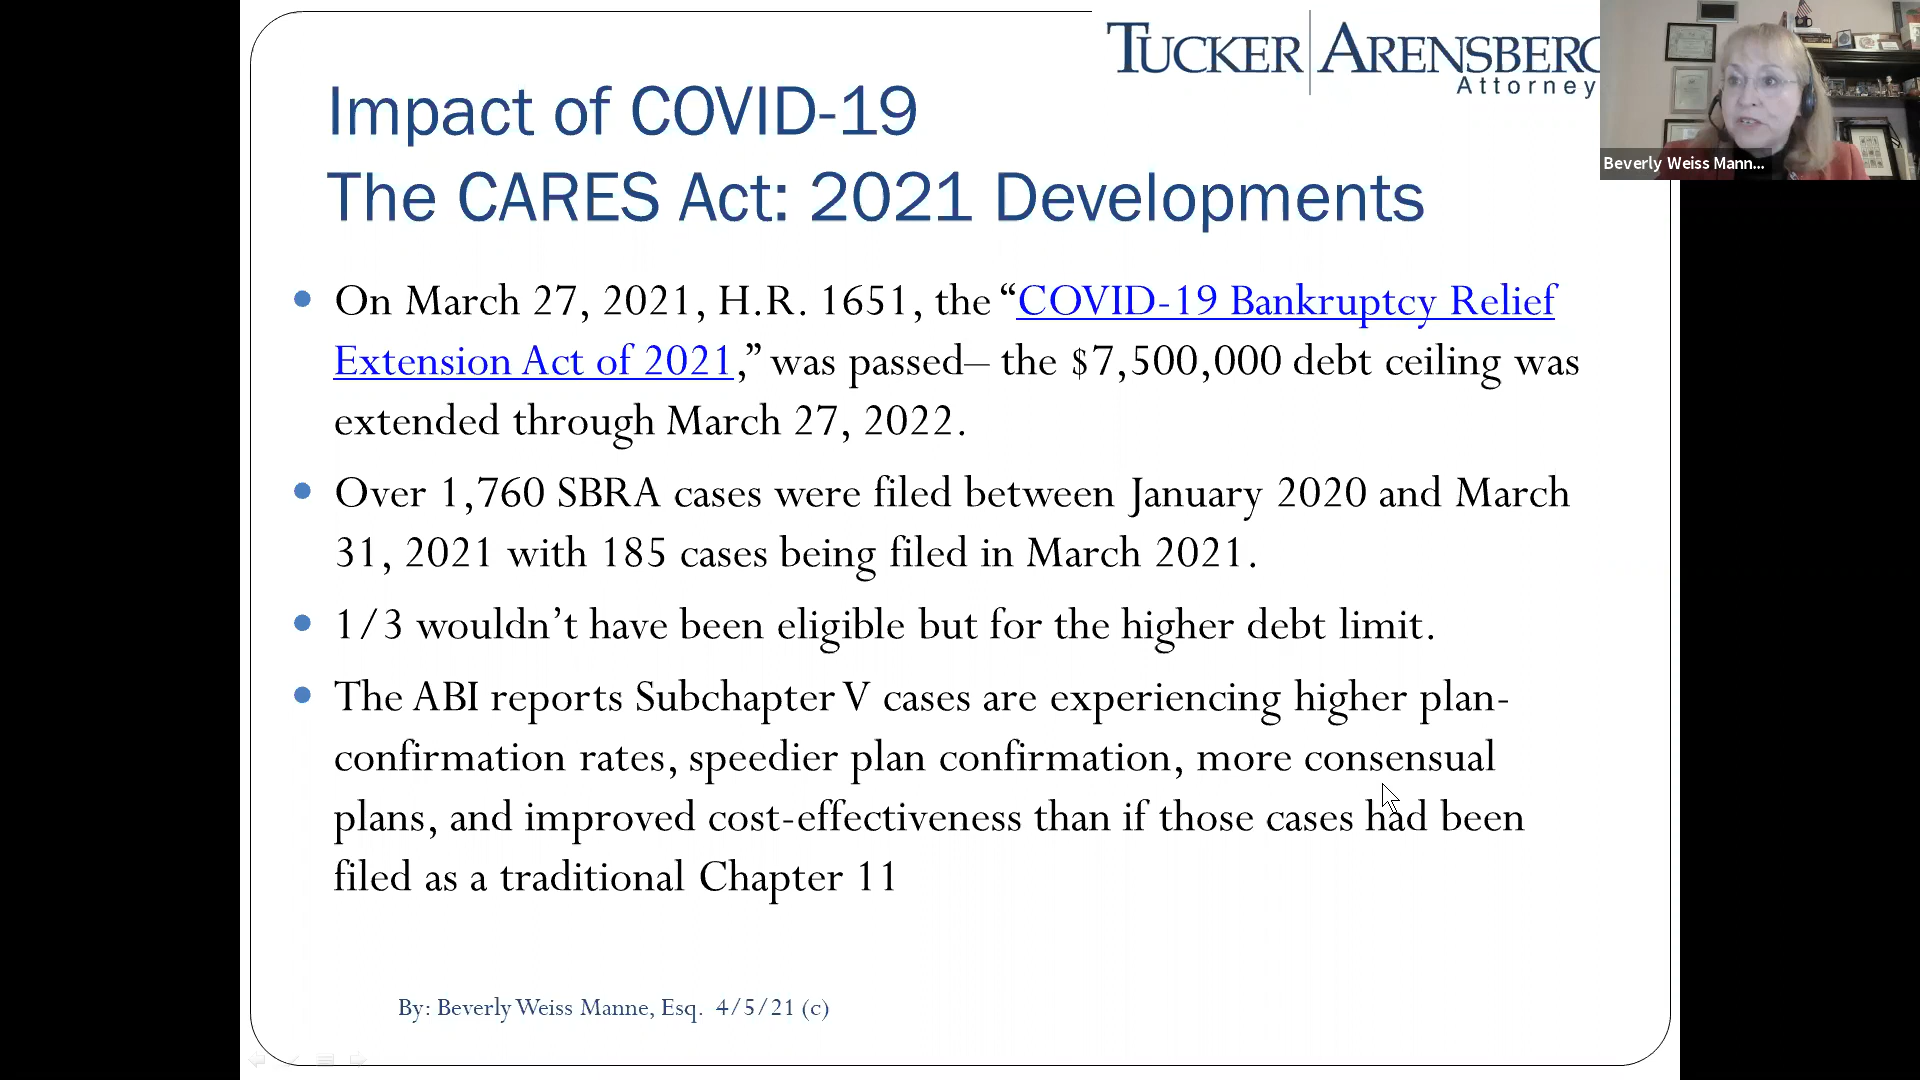 TUCKER ARENSBERG
Attorney
Impact of COVID-19
The CARES Act: 2021 Developments
Beverly Weiss Mann...
• On March 27, 2021, H.R. 1651, the “COVID-19 Bankruptcy Relief
Extension Act of 2021,” was passed– the $7,500,000 debt ceiling was
extended through March 27, 2022.
• Over 1,760 SBRA cases were filed between January 2020 and March
31, 2021 with 185 cases being filed in March 2021.
• 1/3 wouldn’t have been eligible but for the higher debt limit.
• The ABI reports Subchapter V cases are experiencing higher plan-
confirmation rates, speedier plan confirmation, more consensual
plans, and improved cost-effectiveness than if those cases had been
filed as a traditional Chapter 11
By: Beverly Weiss Manne, Esq. 4/5/21 (c)